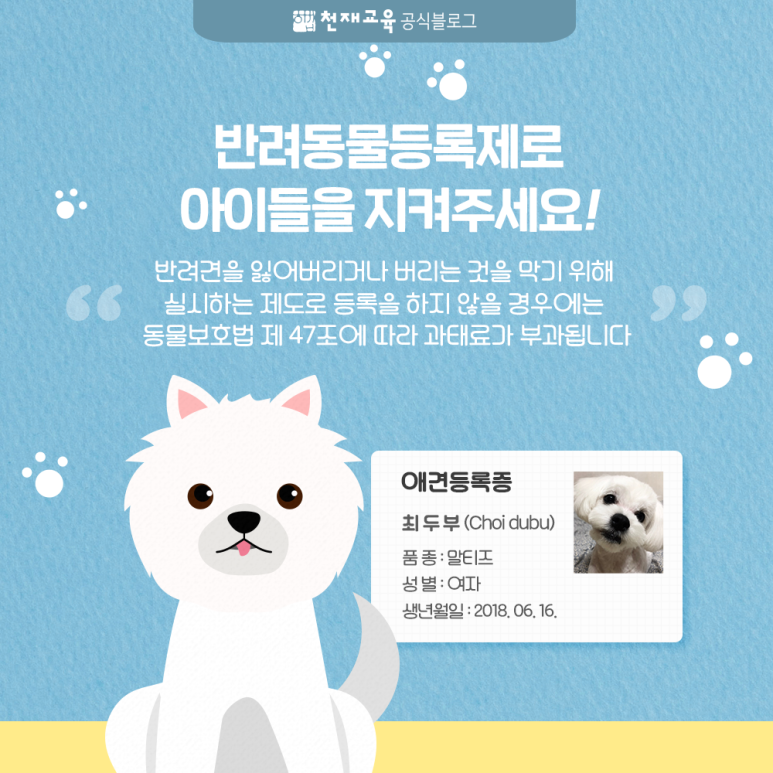 천재교육 공식블로그
반려동물등록제로
아이들을 지켜주세요!
“ 반려견을 잃어버리거나 버리는 것을 막기 위해
실시하는 제도로 등록을 하지 않을 경우에는
동물보호법 제 47조에 따라 과태료가 부과됩니다 ”
애견등록증
최두부 (Choi dubu)
품종 : 말티즈
성별 : 여자
생년월일 : 2018. 06. 16.